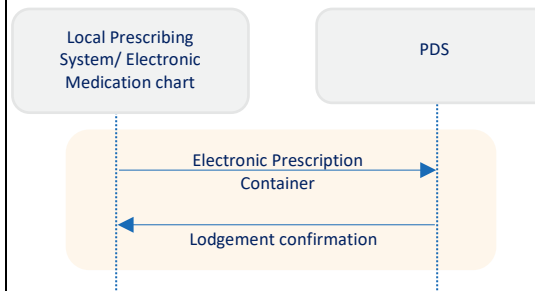 Local Prescribing
System/ Electronic
Medication chart
PDS
Electronic Prescription
Container
Lodgement confirmation